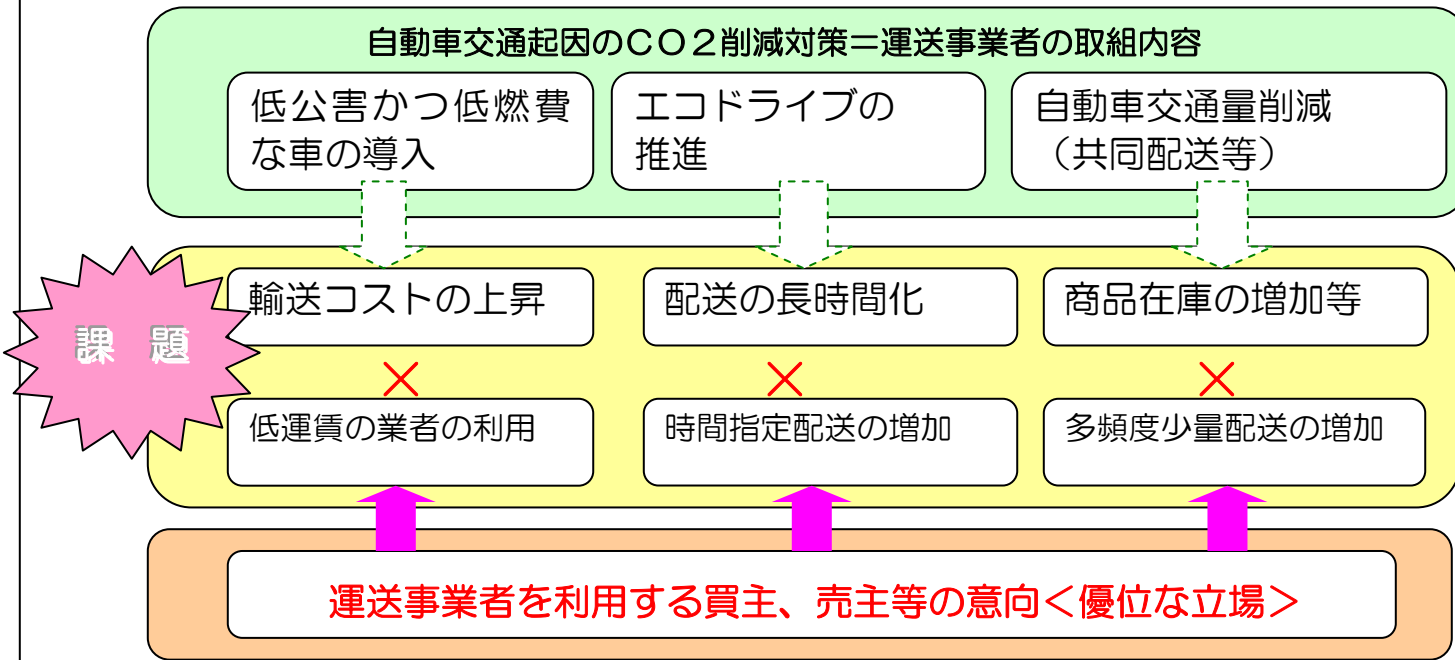 自動車交通起因のCO2削減対策＝運送事業者の取組内容
低公害かつ低燃費
な車の導入
エコドライブの
推進
自動車交通量削減
（共同配送等）
課 題
輸送コストの上昇
配送の長時間化
商品在庫の増加等
×
×
×
低運賃の業者の利用
時間指定配送の増加
多頻度少量配送の増加
運送事業者を利用する買主、売主等の意向＜優位な立場＞